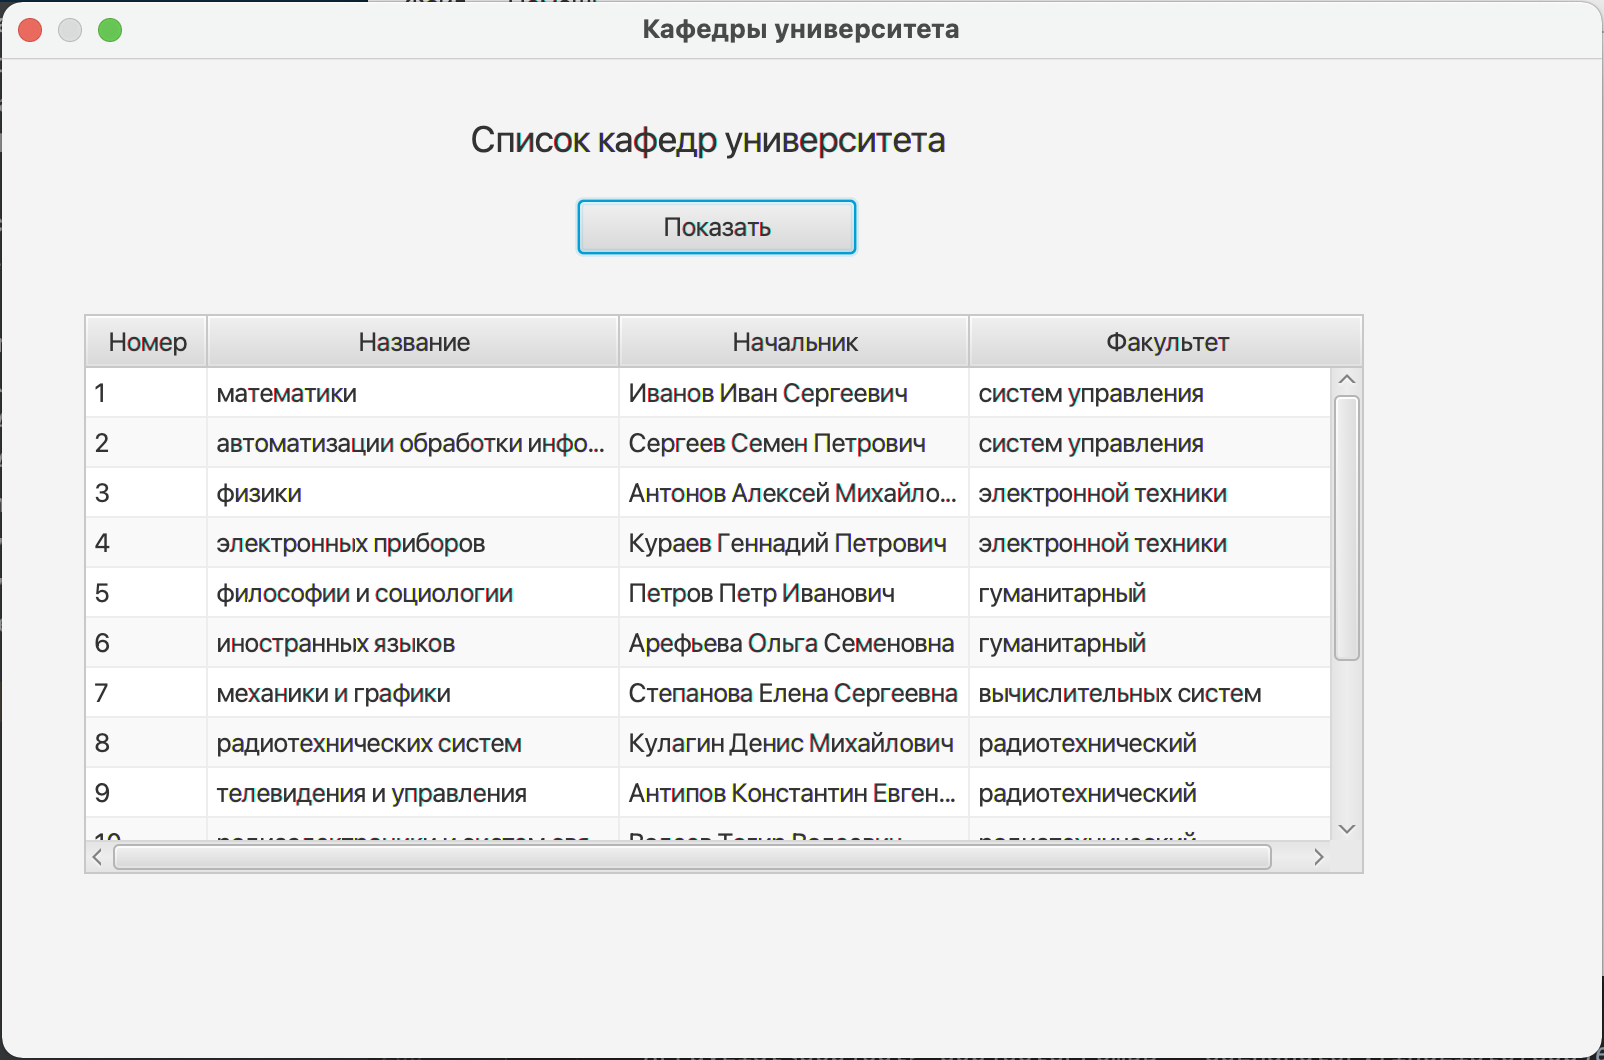 Кафедры университета
Список кафедр университета
Показать
Номер Название Начальник Факультет
1 математики Иванов Иван Сергеевич систем управления
2 автоматизации обработки инфо... Сергеев Семен Петрович систем управления
3 физики Антонов Алексей Михайло... электронной техники
4 электронных приборов Кураев Геннадий Петрович электронной техники
5 философии и социологии Петров Петр Иванович гуманитарный
6 иностранных языков Арефьева Ольга Семеновна гуманитарный
7 механики и графики Степанова Елена Сергеевна вычислительных систем
8 радиотехнических систем Кулагин Денис Михайлович радиотехнический
9 телевидения и управления Антипов Константин Евген... радиотехнический
10